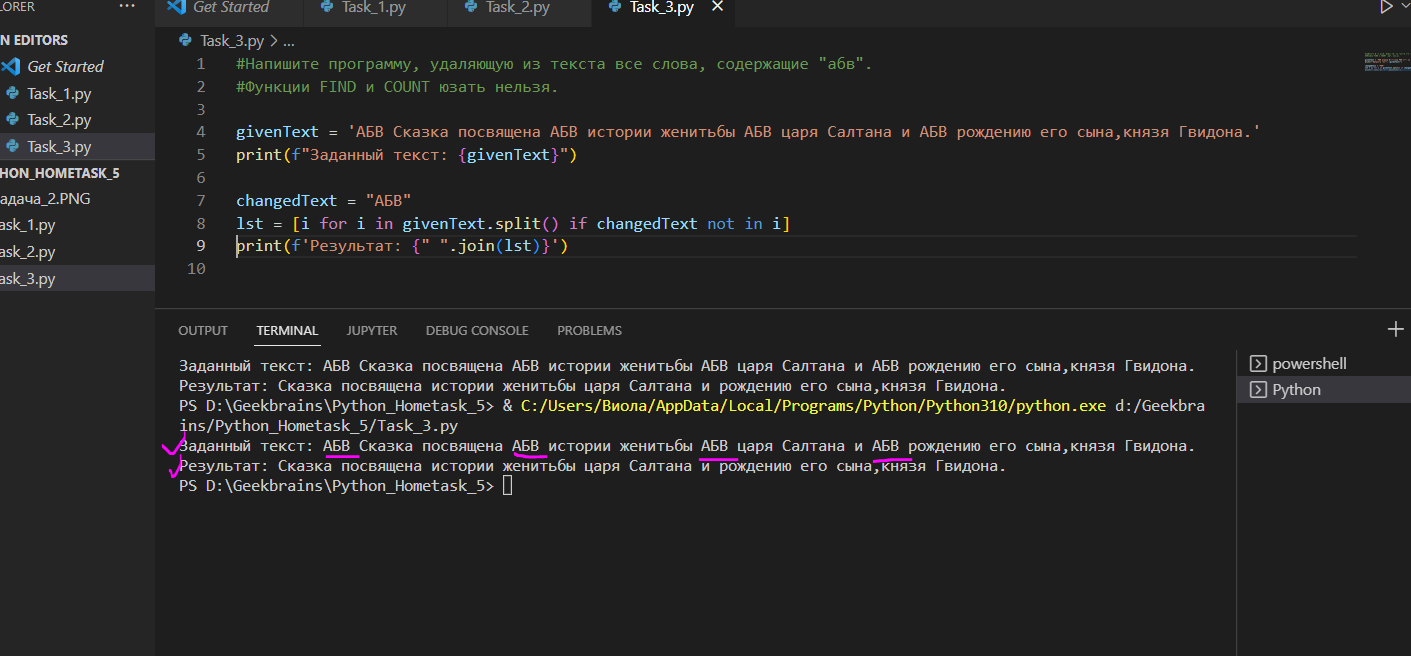 LORER ...
Get Started Task_1.py Task_2.py Task_3.py
N EDITORS
Get Started
Task_1.py
Task_2.py
Task_3.py
HON_HOMETASK_5
адача_2.PNG
ask_1.py
ask_2.py
ask_3.py
Task_3.py > ...
1 #Напишите программу, удаляющую из текста все слова, содержащие "абв".
2 #Функции FIND и COUNT юзать нельзя.
3
4 givenText = 'АБВ Сказка посвящена АБВ истории женитьбы АБВ царя Салтана и АБВ рождению его сына,князя Гвидона.'
5 print(f"Заданный текст: {givenText}")
6
7 changedText = "АБВ"
8 lst = [i for i in givenText.split() if changedText not in i]
9 print(f'Результат: {" ".join(lst)}')
10
OUTPUT TERMINAL JUPYTER DEBUG CONSOLE PROBLEMS
Заданный текст: АБВ Сказка посвящена АБВ истории женитьбы АБВ царя Салтана и АБВ рождению его сына,князя Гвидона.
Результат: Сказка посвящена истории женитьбы царя Салтана и рождению его сына,князя Гвидона.
PS D:\Geekbrains\Python_Hometask_5> & C:/Users/Виола/AppData/Local/Programs/Python/Python310/python.exe d:/Geekbra
ins/Python_Hometask_5/Task_3.py
Заданный текст: АБВ Сказка посвящена АБВ истории женитьбы АБВ царя Салтана и АБВ рождению его сына,князя Гвидона.
Результат: Сказка посвящена истории женитьбы царя Салтана и рождению его сына,князя Гвидона.
PS D:\Geekbrains\Python_Hometask_5>
powershell
Python